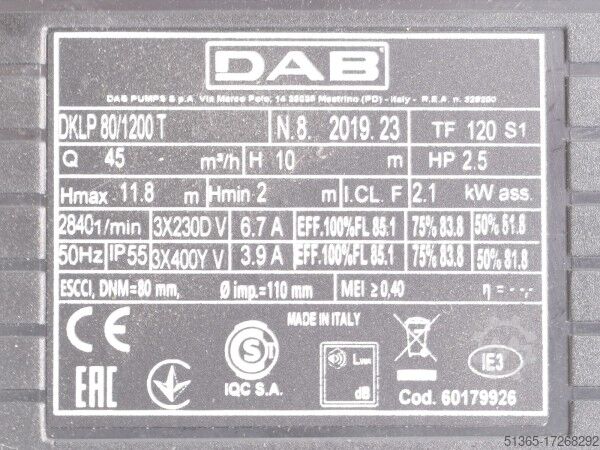 DAB
DAB PUMPS S.p.A. Via Marco Polo, 14 35035 Mestrino (PD) - Italy - R.E.A. n.
DKLP 80/1200 T N.8. 2019. 23 TF 120 S1
Q 45 m³/h H 10 m HP 2.5
Hmax 11.8 m Hmin 2 m I.CL. F 2.1 kW ass.
2840 1/min 3X230D V 6.7 A EFF.100%FL 85.1 75% 83.8 50% 81.8
50Hz IP 55 3X400Y V 3.9 A EFF.100%FL 85.1 75% 83.8 50% 81.8
ESCCI, DNM=80 mm, Ø imp.=110 mm MEI ≥ 0,40 η = -.-
CE
MADE IN ITALY
IQC S.A.
LWA
dB
IE3
EAC
Cod. 60179926
51365-17268292